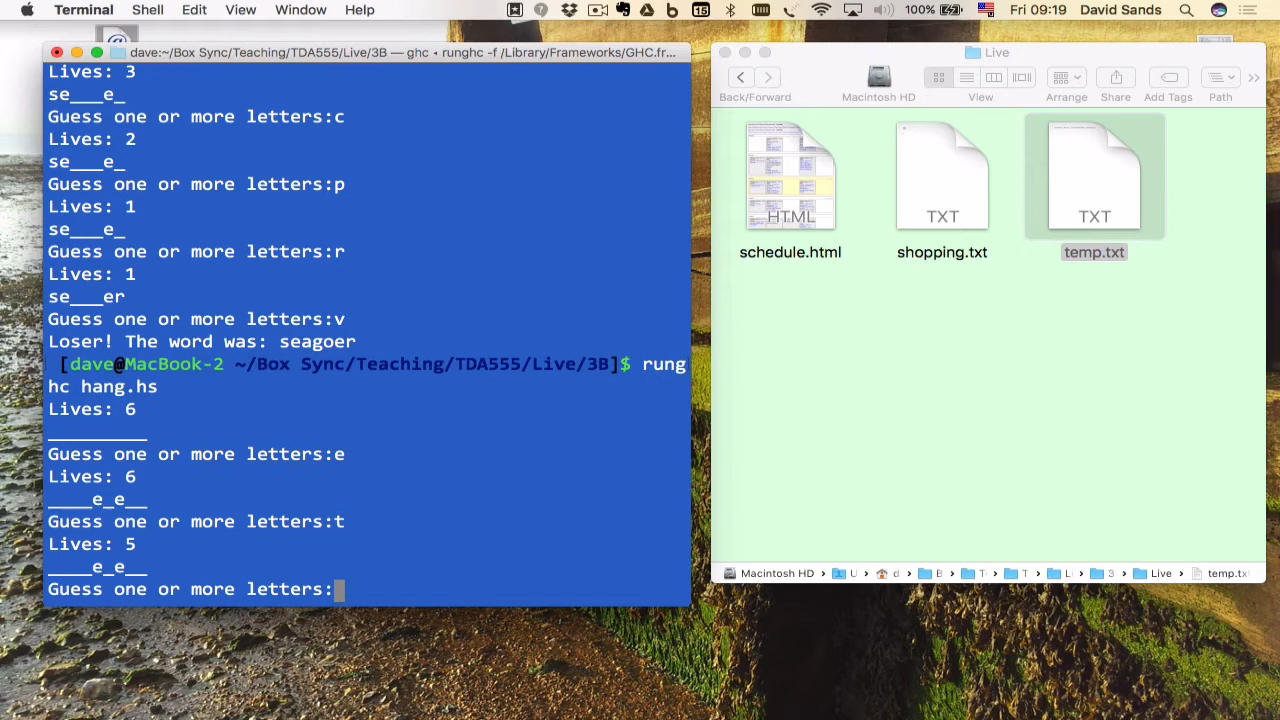 Terminal Shell Edit View Window Help 15 100% Fri 09:19 David Sands
dave:~/Box Sync/Teaching/TDA555/Live/3B — ghc ◂ runghc -f /Library/Frameworks/GHC.fr...
Lives: 3
se___e_
Guess one or more letters:c
Lives: 2
se___e_
Guess one or more letters:p
Lives: 1
se___e_
Guess one or more letters:r
Lives: 1
se___er
Guess one or more letters:v
Loser! The word was: seagoer
[dave@MacBook-2 ~/Box Sync/Teaching/TDA555/Live/3B]$ rung
hc hang.hs
Lives: 6
_________
Guess one or more letters:e
Lives: 6
____e_e__
Guess one or more letters:t
Lives: 5
____e_e__
Guess one or more letters:
Live
Back/Forward Macintosh HD View Arrange Share Add Tags Path
HTML TXT TXT
schedule.html shopping.txt temp.txt
Macintosh HD › U › d › B › T › T › L › 3 › Live › temp.txt